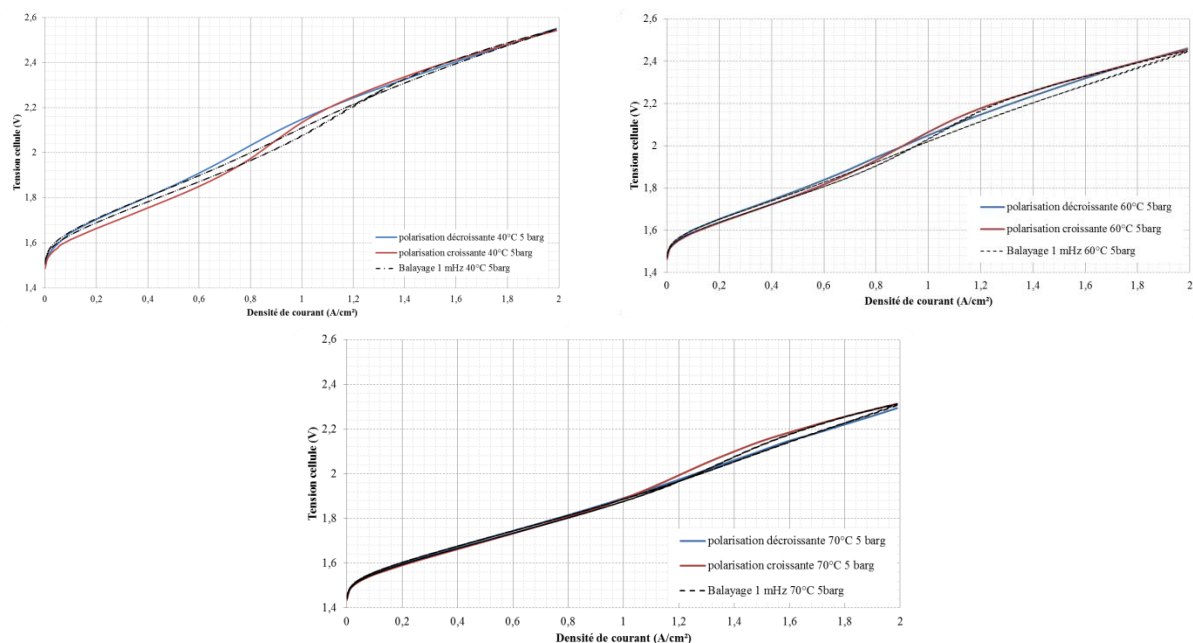 2,6
2,4
2,2
2
1,8
1,6
1,4
Tension cellule (V)
0 0,2 0,4 0,6 0,8 1 1,2 1,4 1,6 1,8 2
Densité de courant (A/cm²)
polarisation décroissante 40°C 5 barg
polarisation croissante 40°C 5barg
Balayage 1 mHz 40°C 5barg
2,6
2,4
2,2
2
1,8
1,6
1,4
Tension cellule (V)
0 0,2 0,4 0,6 0,8 1 1,2 1,4 1,6 1,8 2
Densité de courant (A/cm²)
polarisation décroissante 60°C 5barg
polarisation croissante 60°C 5barg
Balayage 1 mHz 60°C 5barg
2,6
2,4
2,2
2
1,8
1,6
1,4
Tension cellule (V)
0 0,2 0,4 0,6 0,8 1 1,2 1,4 1,6 1,8 2
Densité de courant (A/cm²)
polarisation décroissante 70°C 5 barg
polarisation croissante 70°C 5 barg
Balayage 1 mHz 70°C 5barg